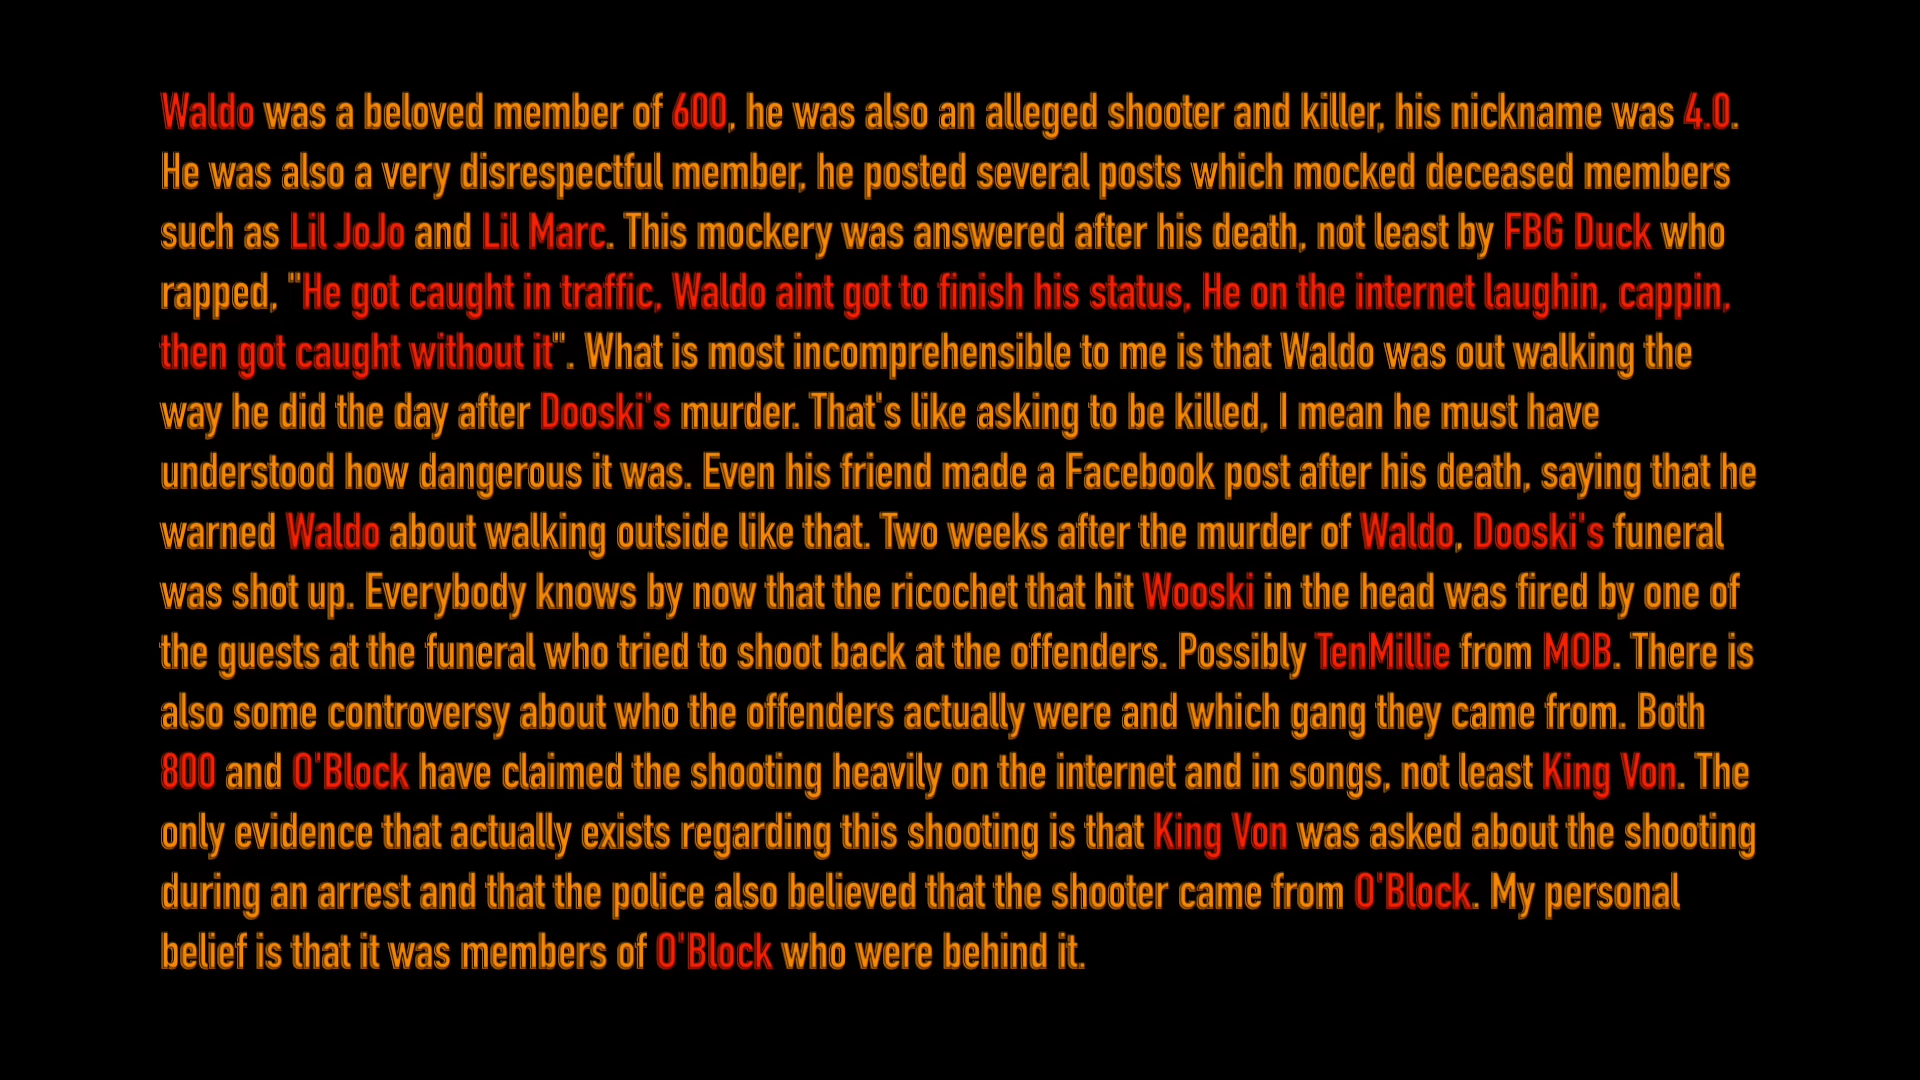 Waldo was a beloved member of 600, he was also an alleged shooter and killer, his nickname was 4.0.
He was also a very disrespectful member, he posted several posts which mocked deceased members
such as Lil JoJo and Lil Marc. This mockery was answered after his death, not least by FBG Duck who
rapped, "He got caught in traffic, Waldo aint got to finish his status, He on the internet laughin, cappin,
then got caught without it". What is most incomprehensible to me is that Waldo was out walking the
way he did the day after Dooski's murder. That's like asking to be killed, I mean he must have
understood how dangerous it was. Even his friend made a Facebook post after his death, saying that he
warned Waldo about walking outside like that. Two weeks after the murder of Waldo, Dooski's funeral
was shot up. Everybody knows by now that the ricochet that hit Wooski in the head was fired by one of
the guests at the funeral who tried to shoot back at the offenders. Possibly TenMillie from MOB. There is
also some controversy about who the offenders actually were and which gang they came from. Both
800 and O'Block have claimed the shooting heavily on the internet and in songs, not least King Von. The
only evidence that actually exists regarding this shooting is that King Von was asked about the shooting
during an arrest and that the police also believed that the shooter came from O'Block. My personal
belief is that it was members of O'Block who were behind it.